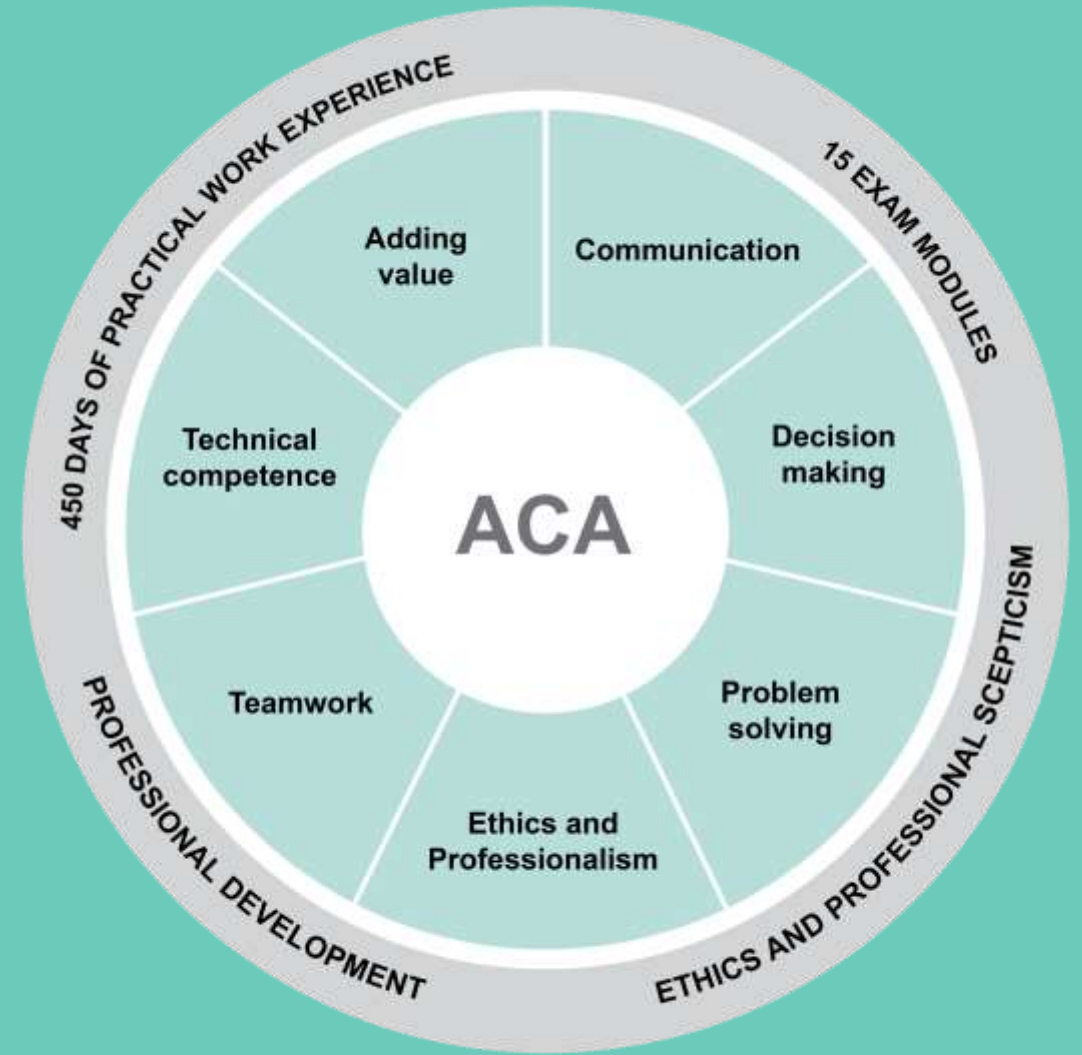 450 DAYS OF PRACTICAL WORK EXPERIENCE
15 EXAM MODULES
ETHICS AND PROFESSIONAL SCEPTICISM
PROFESSIONAL DEVELOPMENT
Adding
value
Communication
Decision
making
Problem
solving
Ethics and
Professionalism
Teamwork
Technical
competence
ACA